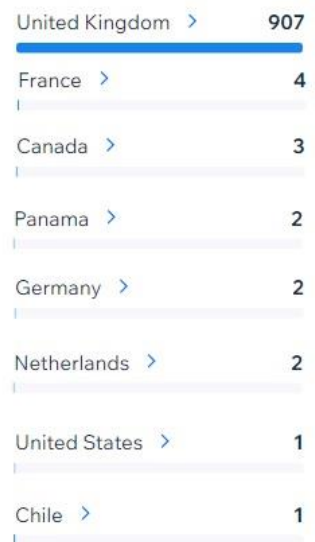 United Kingdom > 907
France > 4
Canada > 3
Panama > 2
Germany > 2
Netherlands > 2
United States > 1
Chile > 1